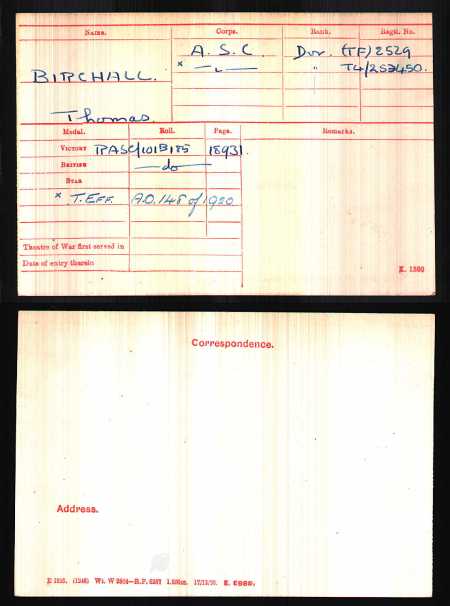 Name. Corps. Rank. Regtl. No.
BIRCHALL. A.S.C. Dvr. (TF) 2529
× —"— " T4/252450.
Thomas.
Medal. Roll. Page. Remarks.
VICTORY RASC/101B185 18931.
BRITISH —do—
STAR
× T.EFF. A.O. 148 of 1920
Theatre of War first served in
Date of entry therein
K. 1380
Correspondence.
Address.